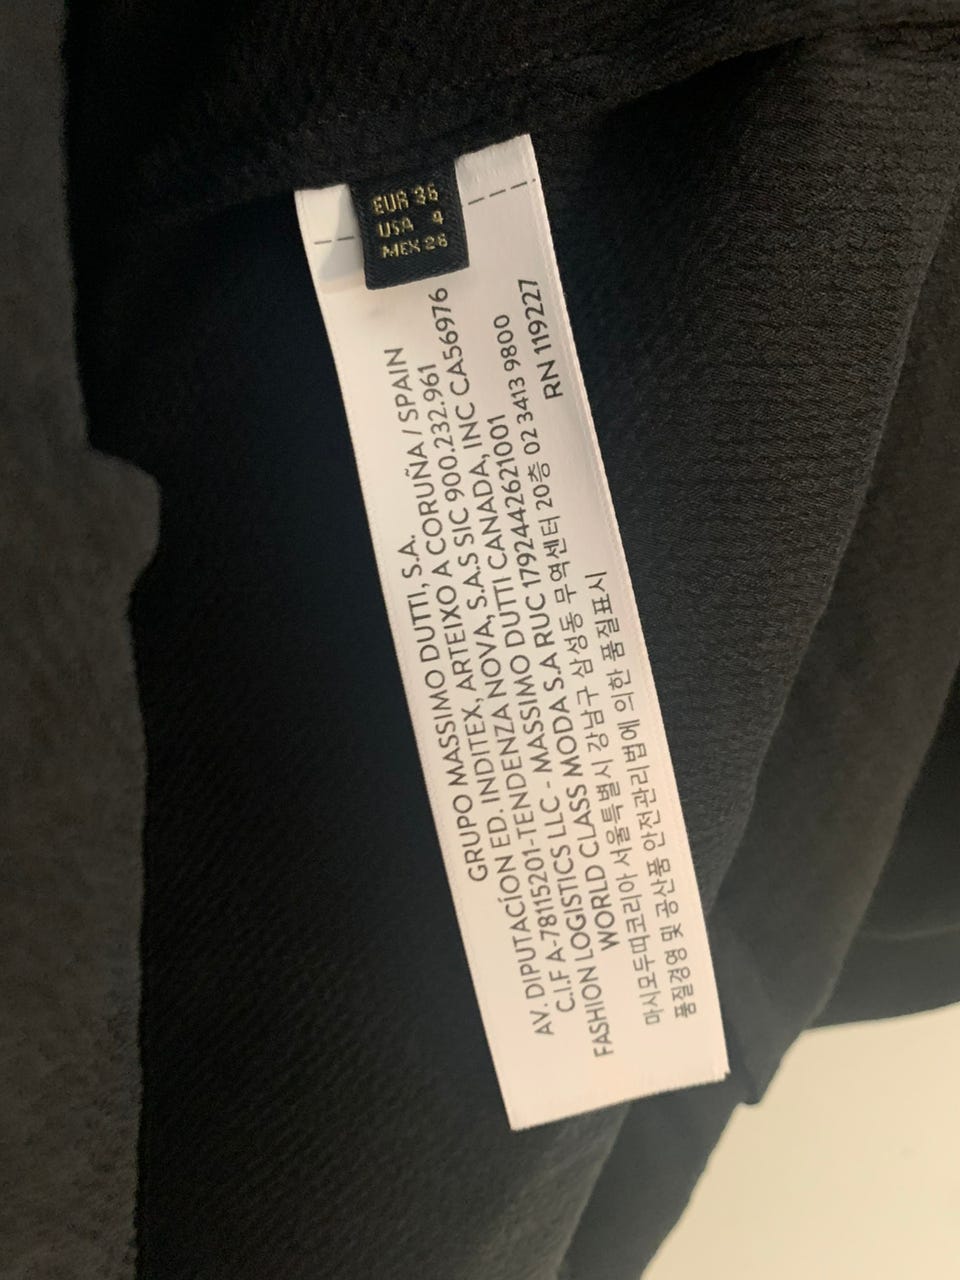 EUR 36
USA 4
MEX 26
GRUPO MASSIMO DUTTI, S.A.
AV. DIPUTACÍON ED. INDITEX, ARTEIXO A CORUÑA / SPAIN
C.I.F A-78115201-TENDENZA NOVA, S.A.S SIC 900.232.961
FASHION LOGISTICS LLC - MASSIMO DUTTI CANADA, INC CA56976
WORLD CLASS MODA S.A RUC 1792442621001
마시모두띠코리아 서울특별시 강남구 삼성동 무역센터 20층 02 3413 9800
품질경영 및 공산품 안전관리법에 의한 품질표시
RN 119227